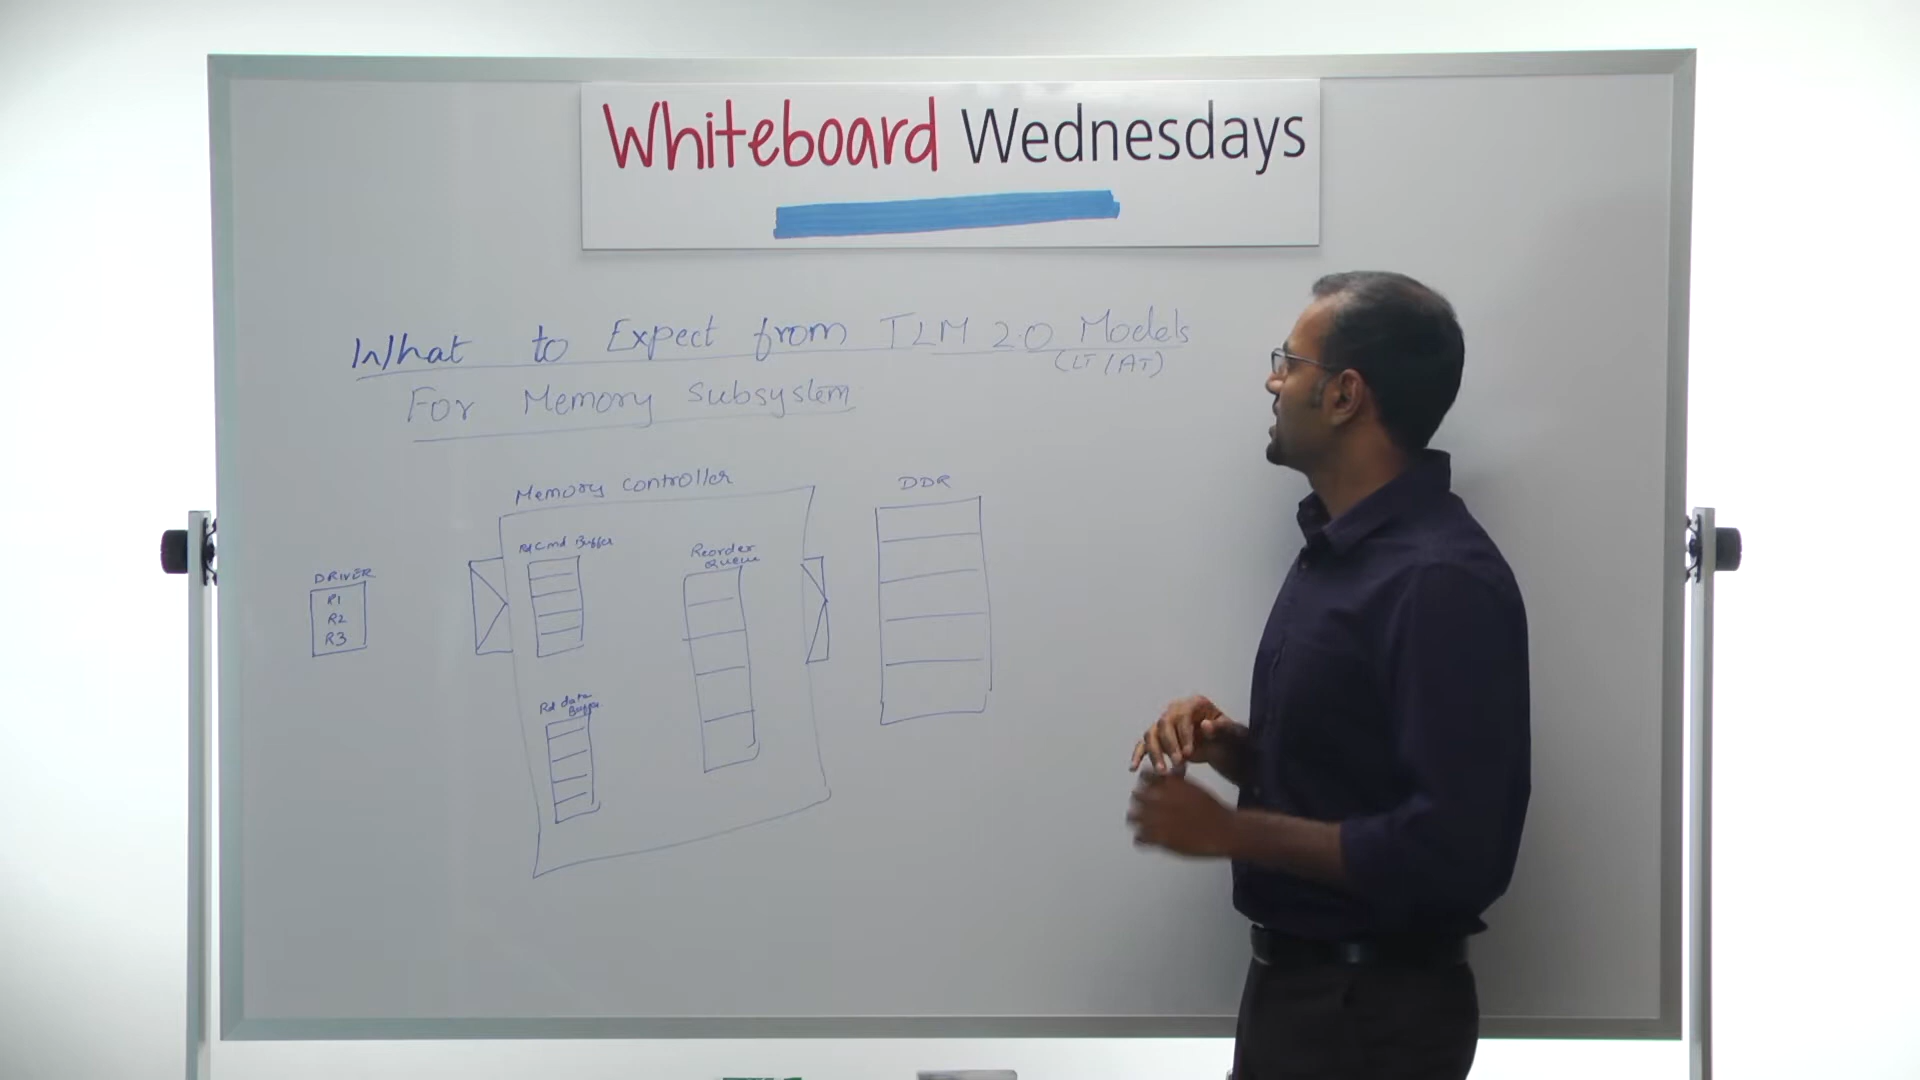 Whiteboard Wednesdays
What to Expect from TLM 2.0 Models
(LT/AT)
For Memory Subsystem
Memory controller
DDR
Rd Cmd Buffer
Reorder
Queue
DRIVER
R1
R2
R3
Rd data
Buffer